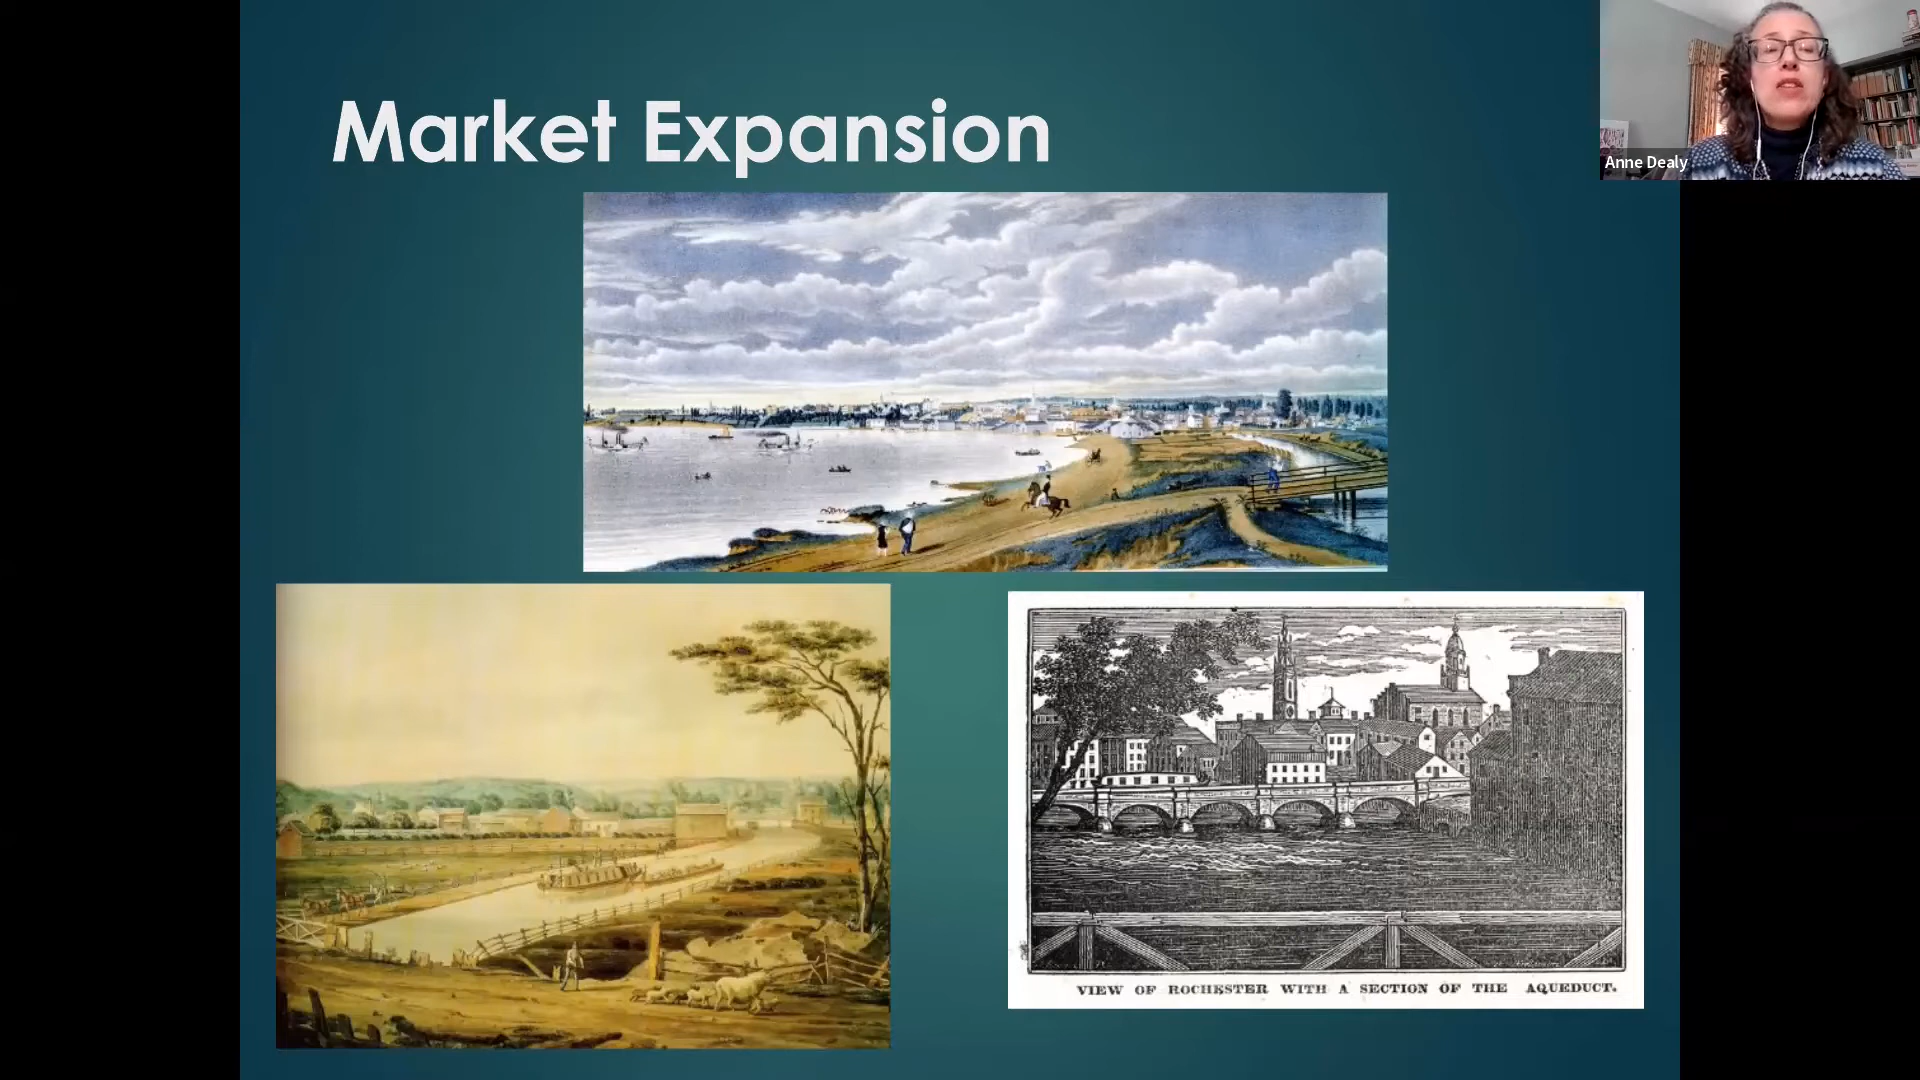 Market Expansion
Anne Dealy
VIEW OF ROCHESTER WITH A SECTION OF THE AQUEDUCT.